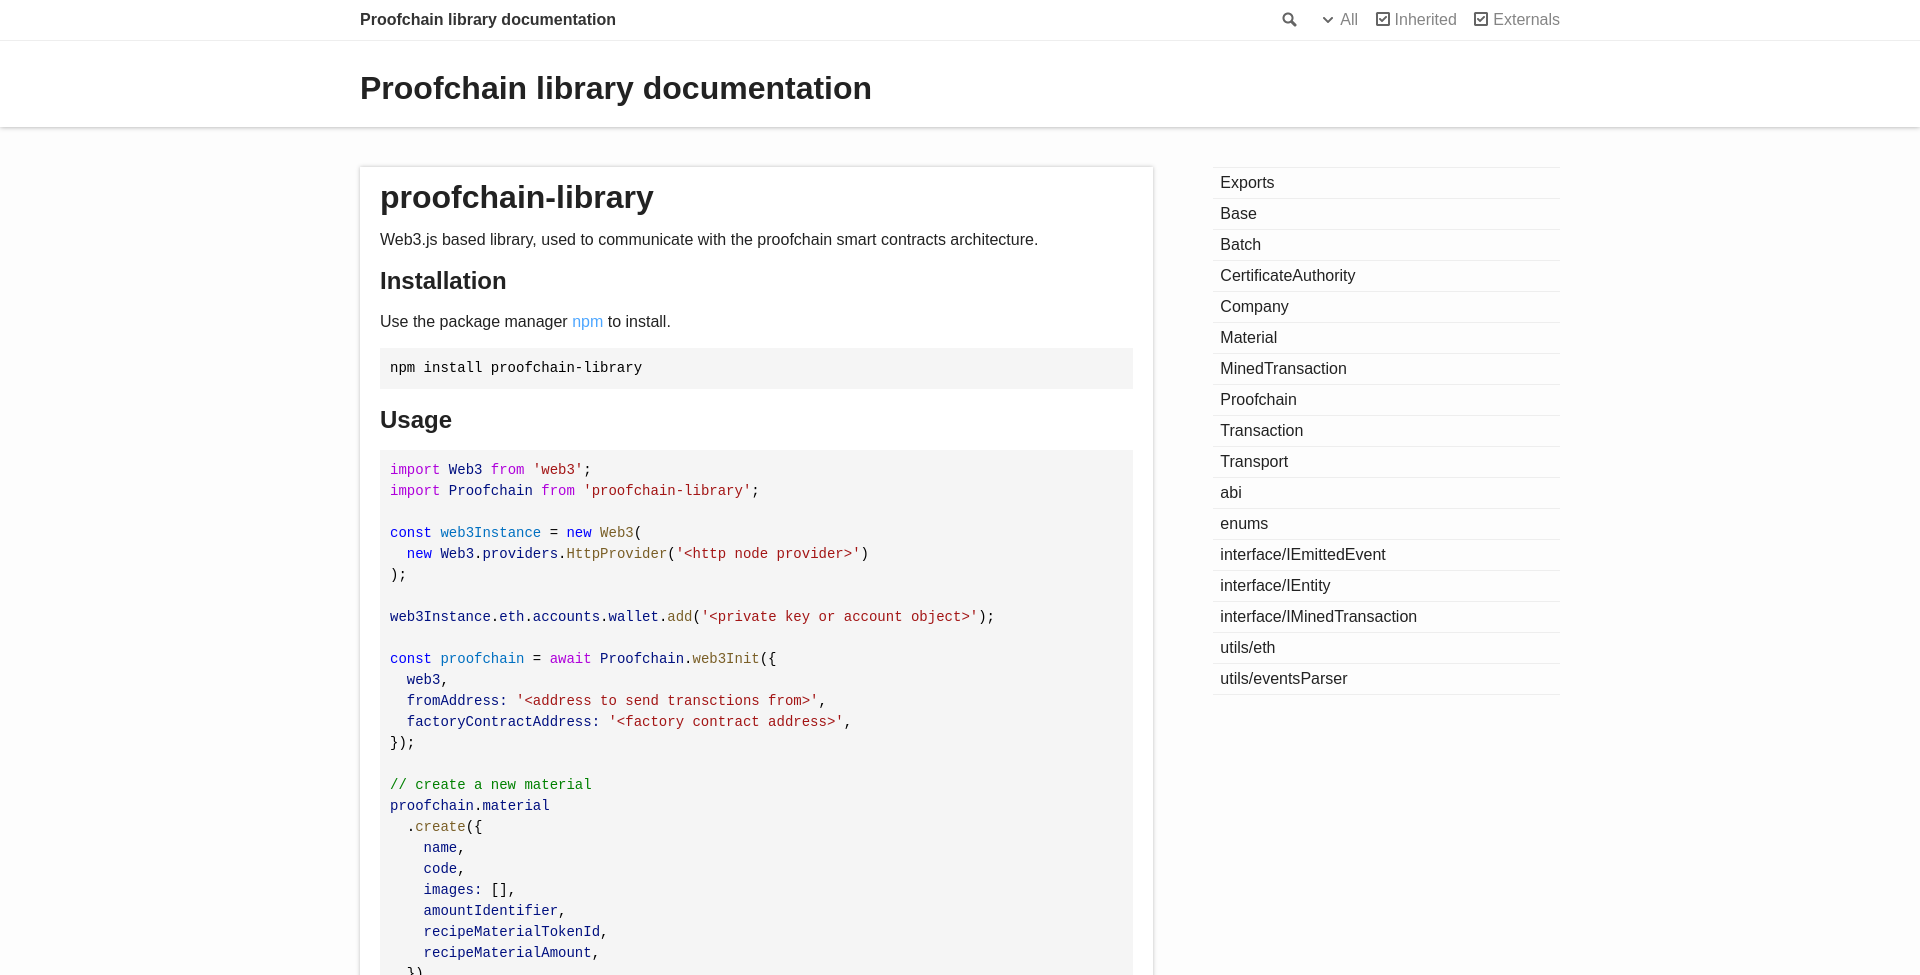 Proofchain library documentation
All
Inherited
Externals
Proofchain library documentation
proofchain-library
Web3.js based library, used to communicate with the proofchain smart contracts architecture.
Installation
Use the package manager npm to install.
npm install proofchain-library
Usage
import Web3 from 'web3';
import Proofchain from 'proofchain-library';
const web3Instance = new Web3(
  new Web3.providers.HttpProvider('<http node provider>')
);
web3Instance.eth.accounts.wallet.add('<private key or account object>');
const proofchain = await Proofchain.web3Init({
  web3,
  fromAddress: '<address to send transctions from>',
  factoryContractAddress: '<factory contract address>',
});
// create a new material
proofchain.material
  .create({
    name,
    code,
    images: [],
    amountIdentifier,
    recipeMaterialTokenId,
    recipeMaterialAmount,
  })
Exports
Base
Batch
CertificateAuthority
Company
Material
MinedTransaction
Proofchain
Transaction
Transport
abi
enums
interface/IEmittedEvent
interface/IEntity
interface/IMinedTransaction
utils/eth
utils/eventsParser